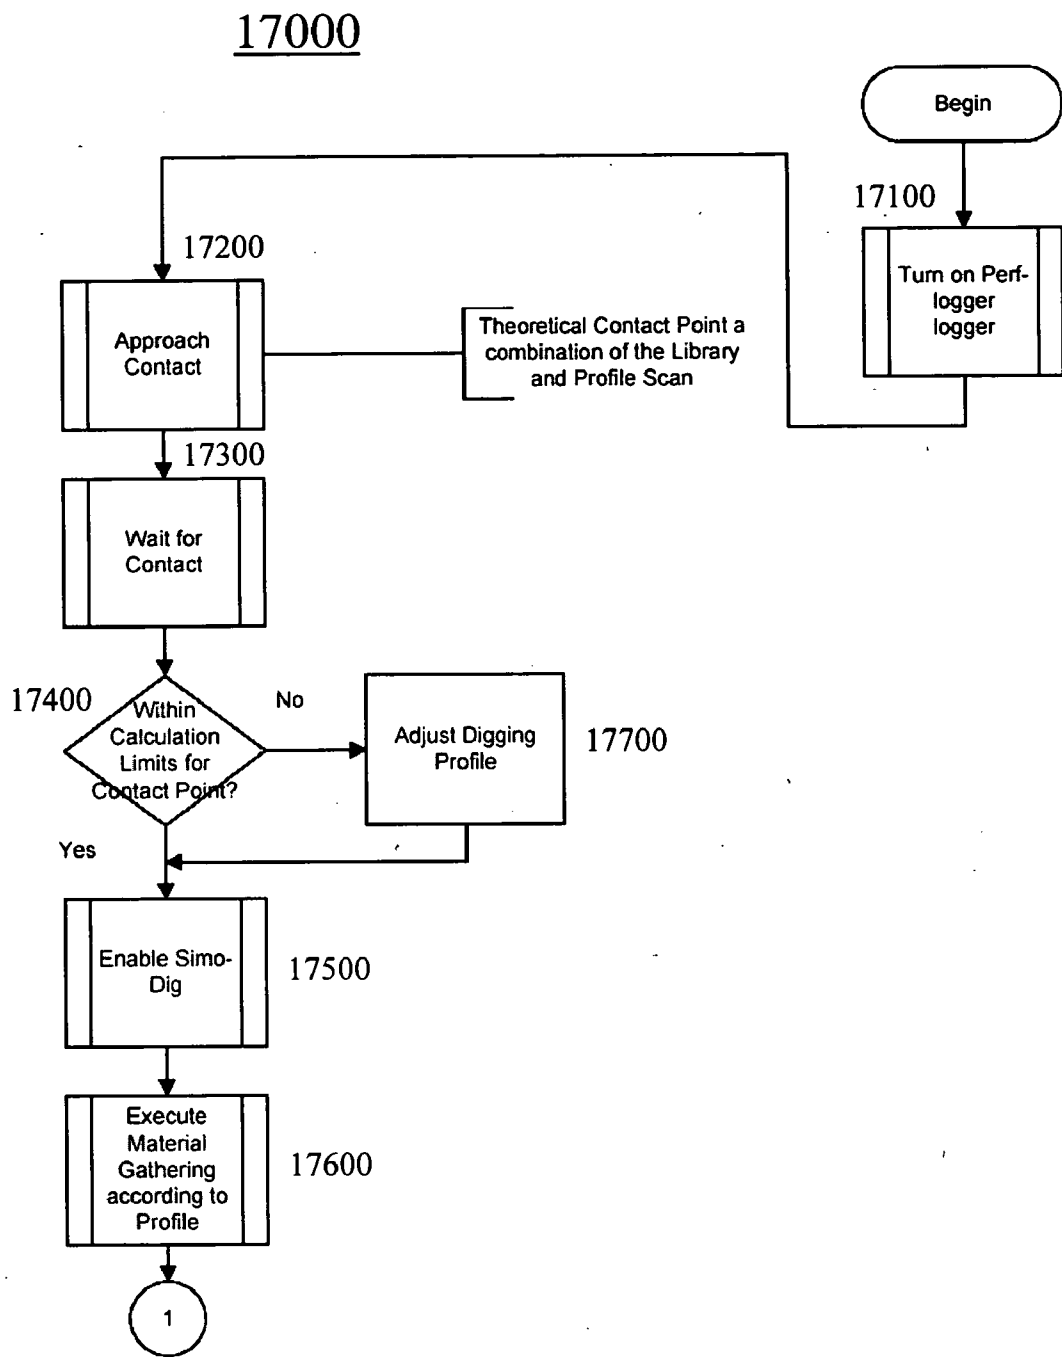 17000
Begin
17100
Turn on Perf-
logger
logger
17200
Approach
Contact
Theoretical Contact Point a
combination of the Library
and Profile Scan
17300
Wait for
Contact
17400
Within
Calculation
Limits for
Contact Point?
No
Adjust Digging
Profile
17700
Yes
Enable Simo-
Dig
17500
Execute
Material
Gathering
according to
Profile
17600
1